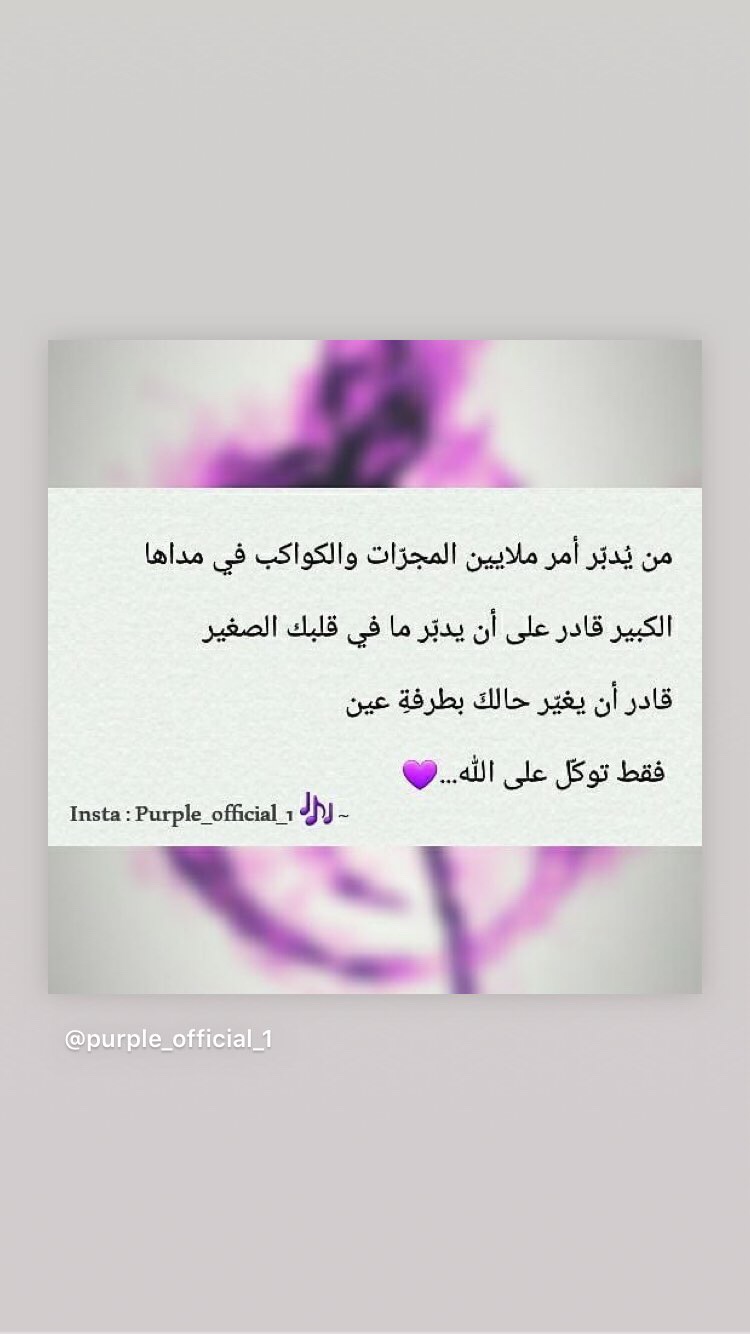 من يُدبّر أمر ملايين المجرّات والكواكب في مداها
الكبير قادر على أن يدبّر ما في قلبك الصغير
قادر أن يغيّر حالكَ بطرفةِ عين
فقط توكّل على الله...💜
Insta : Purple_official_1 🎶 ~
@purple_official_1